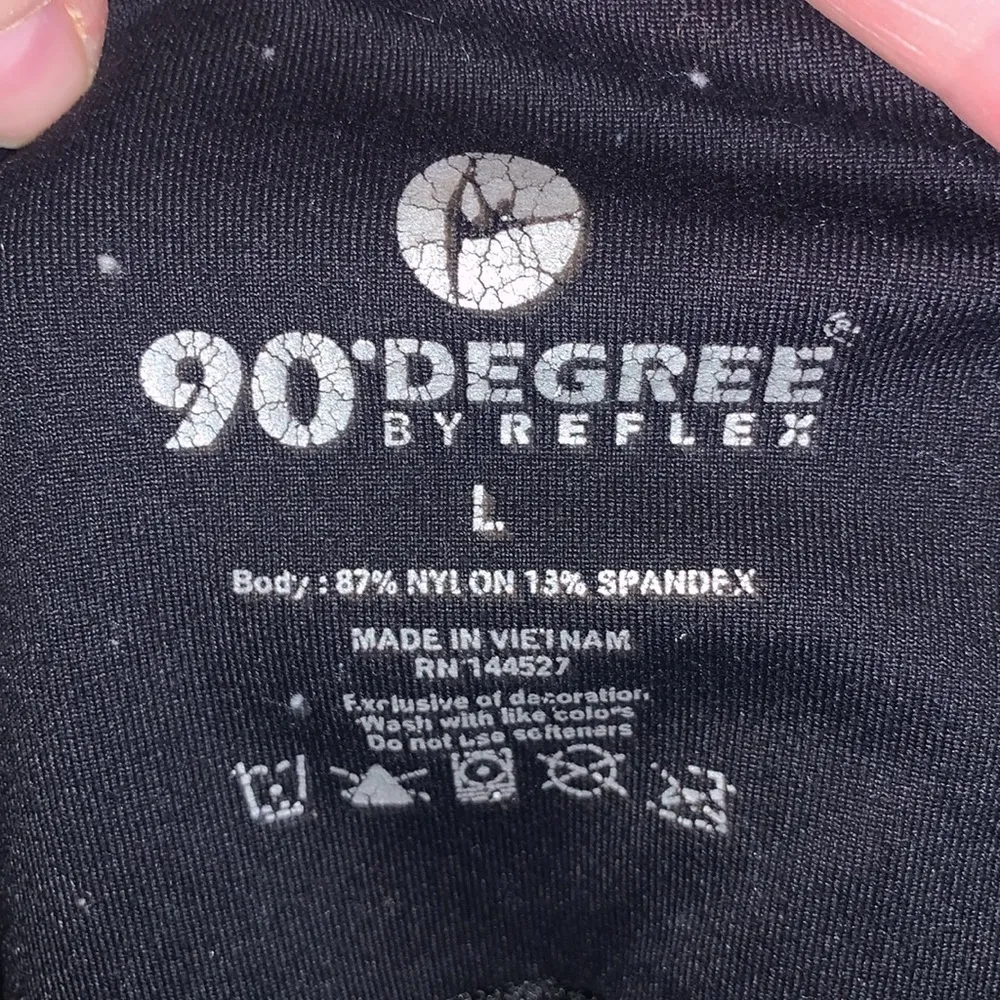 90°DEGREE®
BY REFLEX
L
Body : 87% NYLON 13% SPANDEX
MADE IN VIETNAM
RN 144527
Exclusive of decoration.
Wash with like colors
Do not use softeners